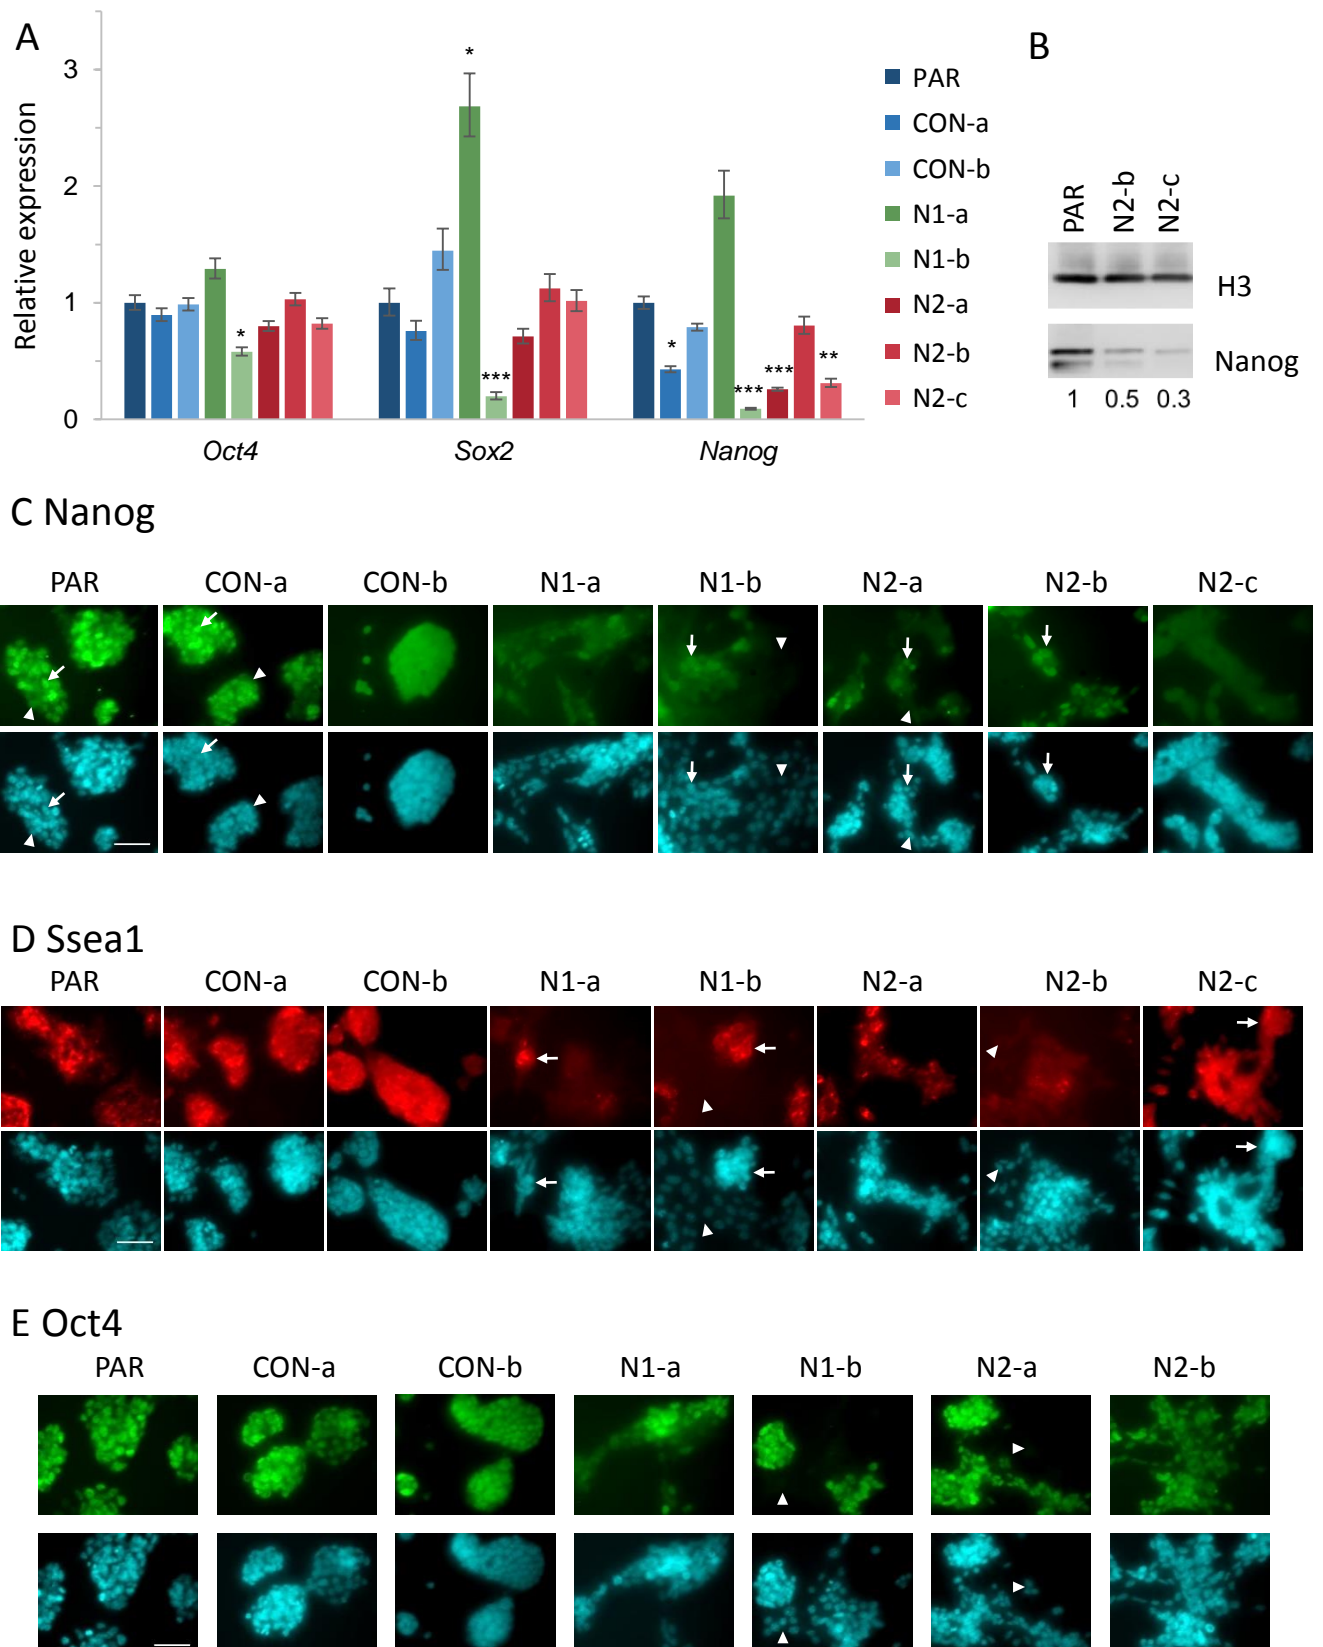 A
3
2
1
0
Relative expression
*
*
***
*
***
***
**
Oct4
Sox2
Nanog
PAR
CON-a
CON-b
N1-a
N1-b
N2-a
N2-b
N2-c
B
PAR
N2-b
N2-c
H3
Nanog
1 0.5 0.3
C Nanog
PAR CON-a CON-b N1-a N1-b N2-a N2-b N2-c
D Ssea1
PAR CON-a CON-b N1-a N1-b N2-a N2-b N2-c
E Oct4
PAR CON-a CON-b N1-a N1-b N2-a N2-b